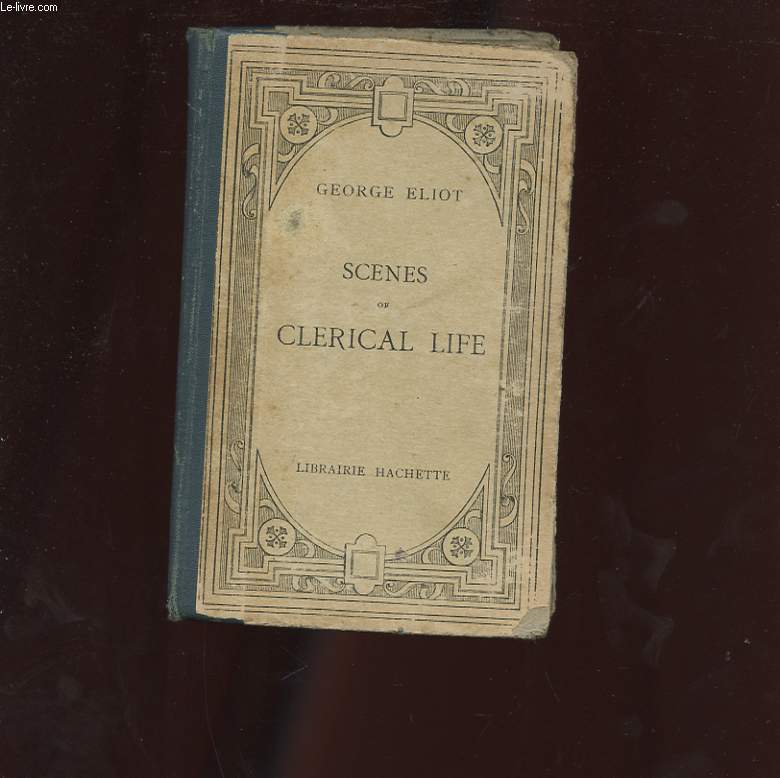 Le-livre.com
GEORGE ELIOT
SCENES
OF
CLERICAL LIFE
LIBRAIRIE HACHETTE